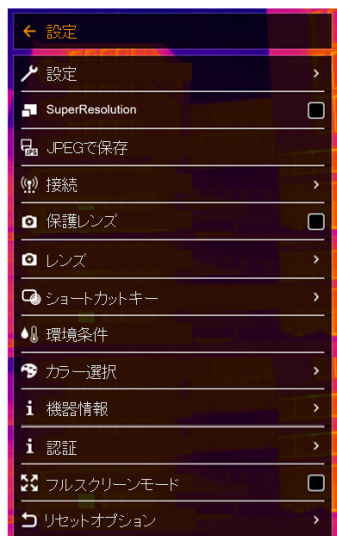 設定
設定
SuperResolution
JPEGで保存
接続
保護レンズ
レンズ
ショートカットキー
環境条件
カラー選択
機器情報
認証
フルスクリーンモード
リセットオプション